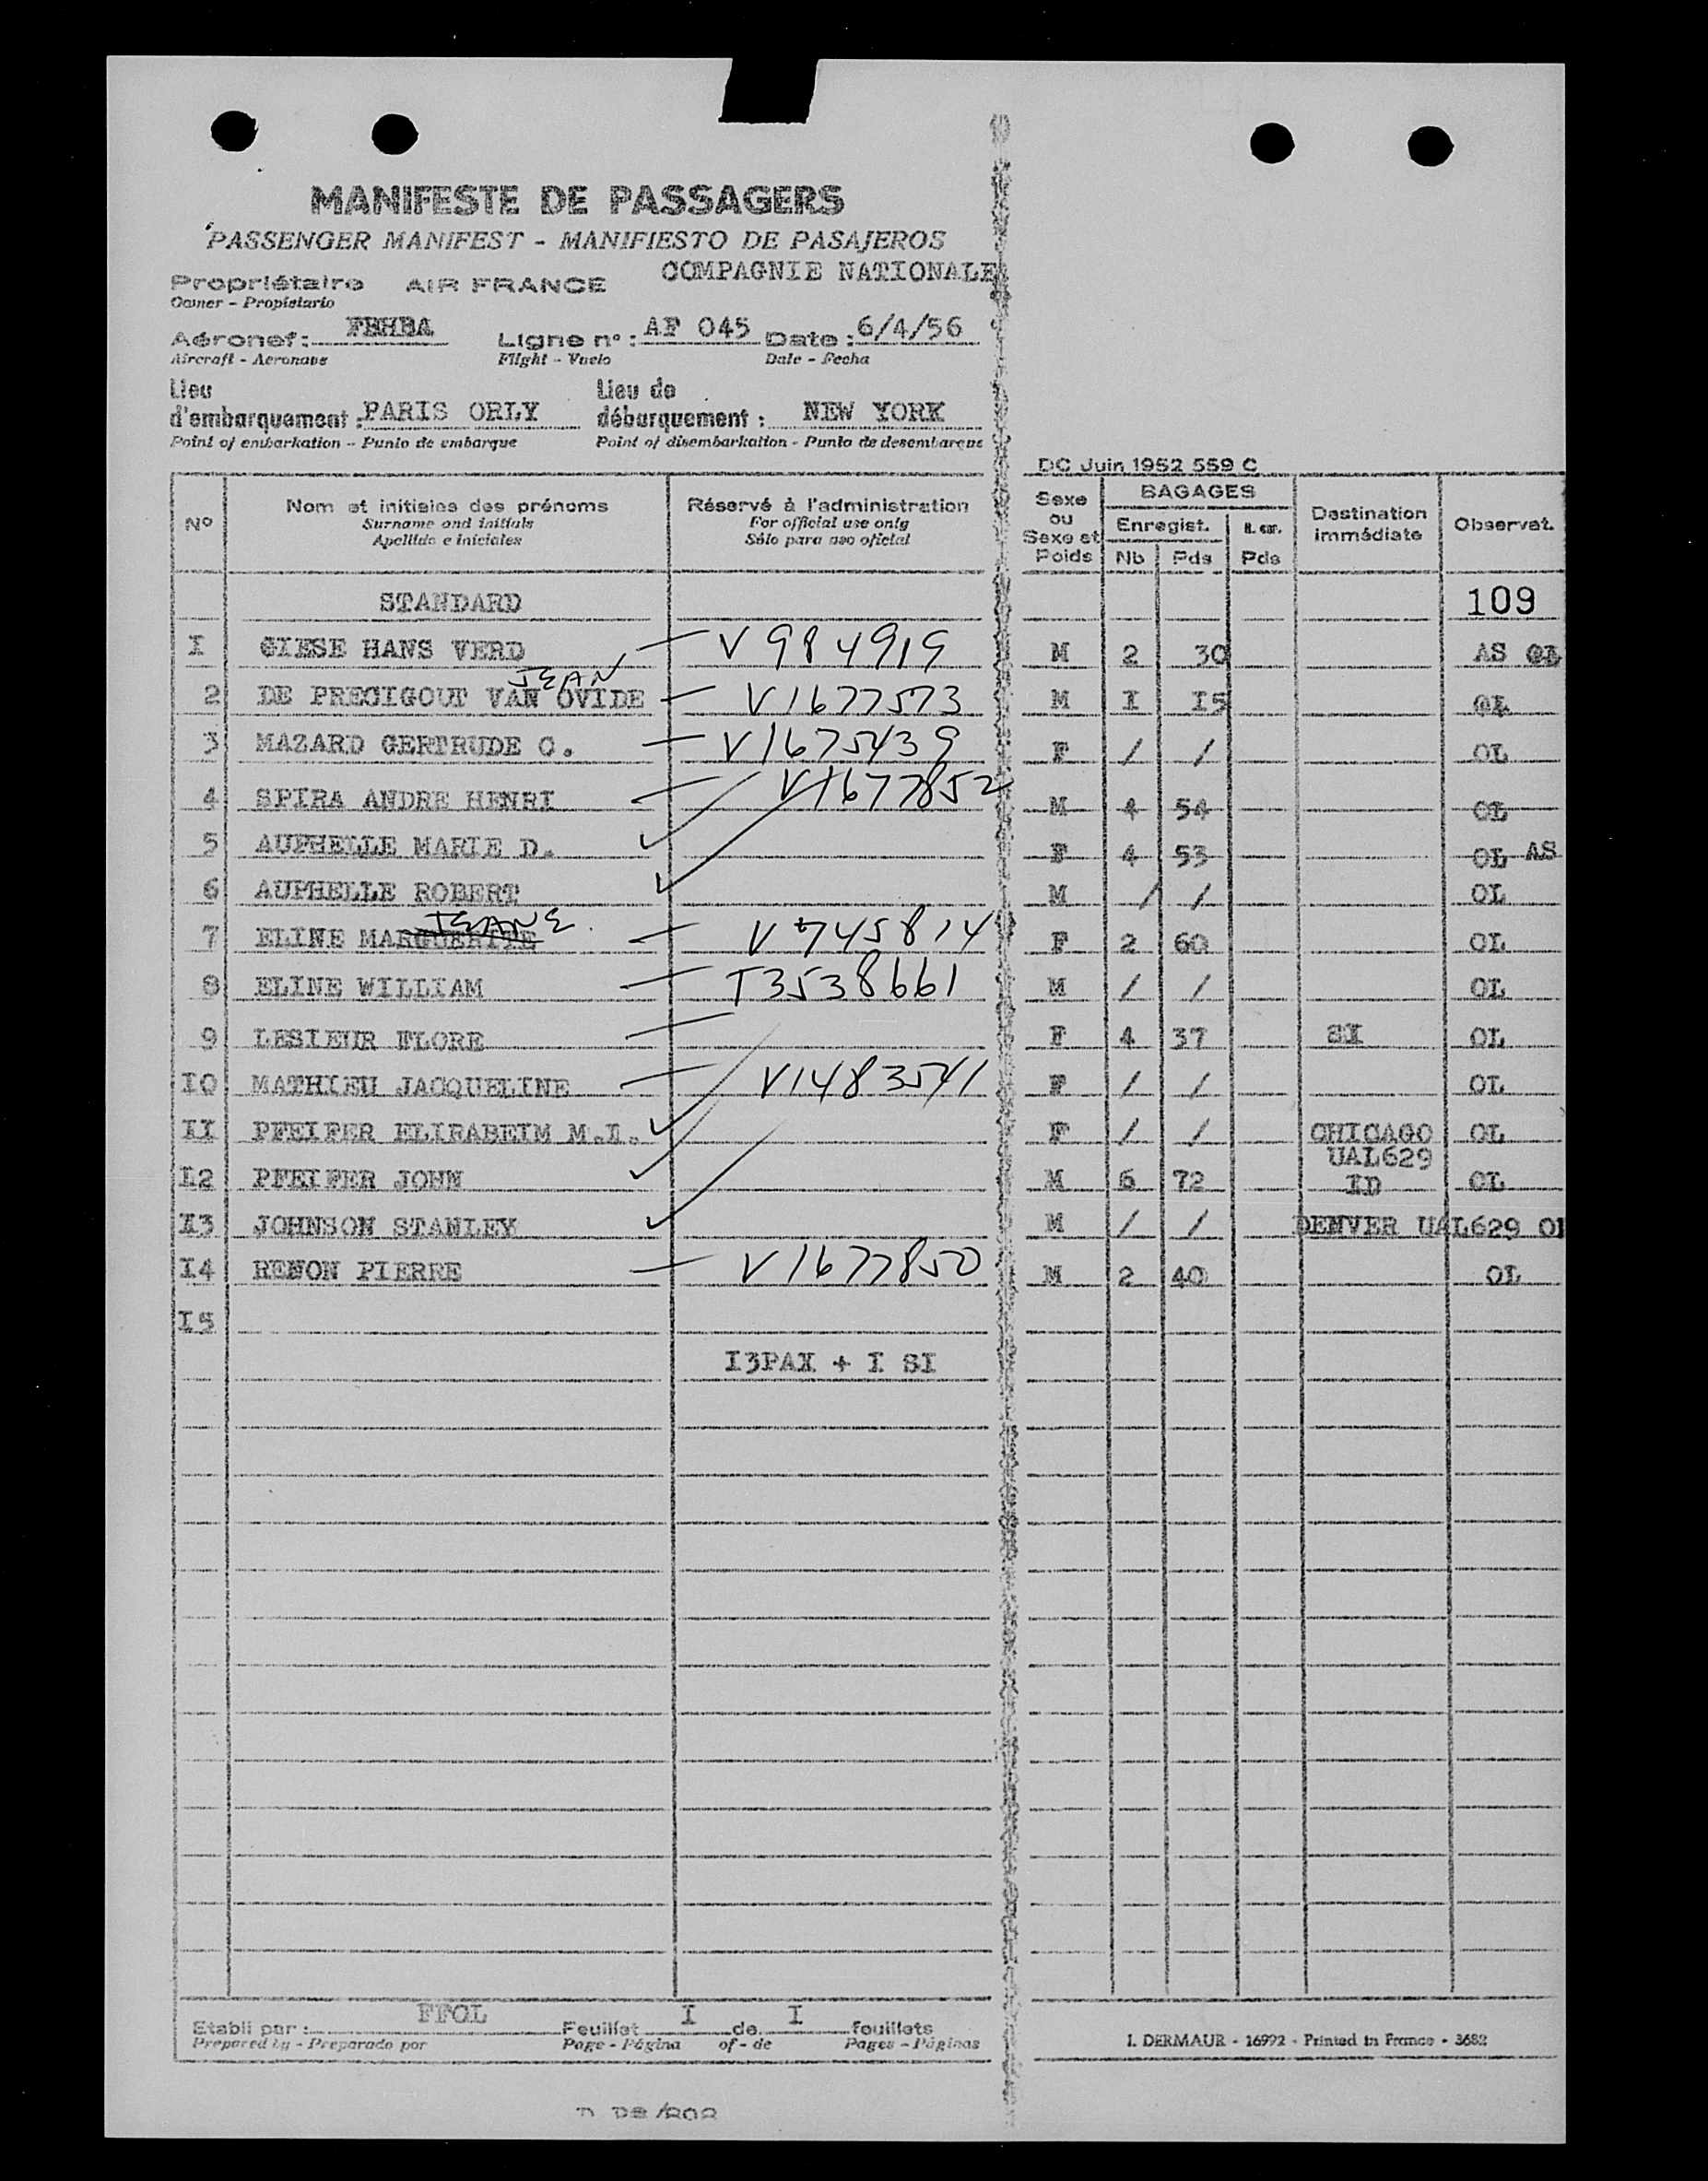 MANIFESTE DE PASSAGERS
PASSENGER MANIFEST - MANIFIESTO DE PASAJEROS
COMPAGNIE NATIONALE
Propriétaire AIR FRANCE
Owner - Propietario
Aéronef : FBHBA Ligne n° : AF 045 Date : 6/4/56
Aircraft - Aeronave Flight - Vuelo Date - Fecha
Lieu d'embarquement : PARIS ORLY Lieu de débarquement : NEW YORK
Point of embarkation - Punto de embarque Point of disembarkation - Punto de desembarque
DC Juin 1952 559 C
N° Nom et initiales des prénoms Réservé à l'administration Sexe ou Sexe et Poids BAGAGES Destination immédiate Observat.
Surname and initials For official use only Enregist.
Apellido e iniciales Sólo para uso oficial Nb Pds Pds
STANDARD 109
I GIESE HANS VERD V 984919 M 2 30 AS OL
JEAN
2 DE PRECIGOUT VAN OVIDE V1677573 M I I5 OL
3 MAZARD GERTRUDE C. V1675439 F / / OL
4 SPIRA ANDRE HENRI V1677852 M 4 54 OL
5 AUPHELLE MARIE D. F 4 53 OL AS
6 AUPHELLE ROBERT M / / OL
JEANE.
7 ELINE MARGUERITE V 745814 F 2 60 OL
8 ELINE WILLIAM T3538661 M / / OL
9 LESIEUR FLORE F 4 37 SI OL
I0 MATHIEU JACQUELINE V1483541 F / / OL
II PFEIFER ELIRABETM M.I. F / / CHICAGO OL
UAL629
I2 PFEIFER JOHN M 6 72 ID OL
I3 JOHNSON STANLEY M / / DENVER UAL629 OL
I4 RENON PIERRE V1677850 M 2 40 OL
I5
I3PAX + I SI
Etabli par : FFOL Feuillet I de I feuillets
Prepared by - Preparado por Page - Página of - de Pages - Páginas
I. DERMAUR - 16992 - Printed in France - 3682